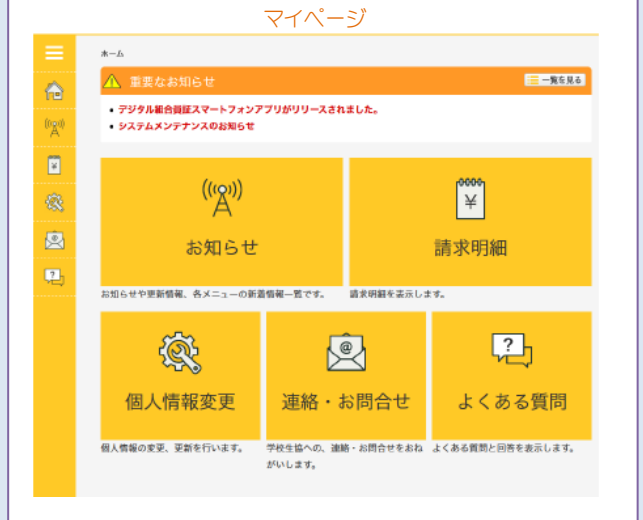 マイページ
ホーム
重要なお知らせ
一覧を見る
• デジタル組合員証スマートフォンアプリがリリースされました。
• システムメンテナンスのお知らせ
お知らせ
請求明細
お知らせや更新情報、各メニューの新着情報一覧です。
請求明細を表示します。
個人情報変更
連絡・お問合せ
よくある質問
個人情報の変更、更新を行います。
学校生協への、連絡・お問合せをおね
がいします。
よくある質問と回答を表示します。